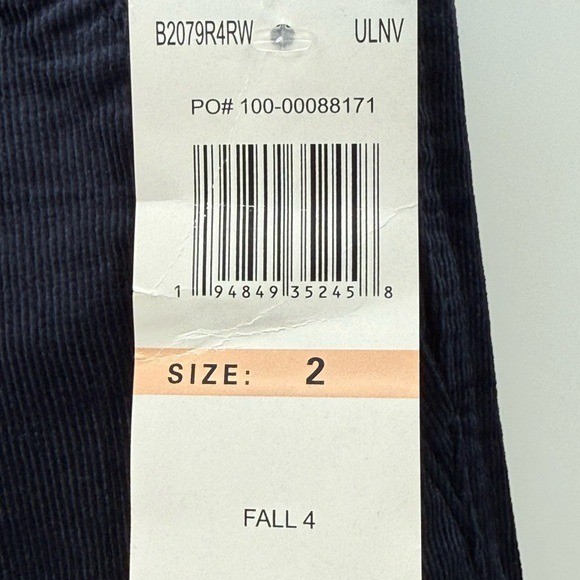 B2079R4RW ULNV
PO# 100-00088171
1 94849 35245 8
SIZE: 2
FALL 4